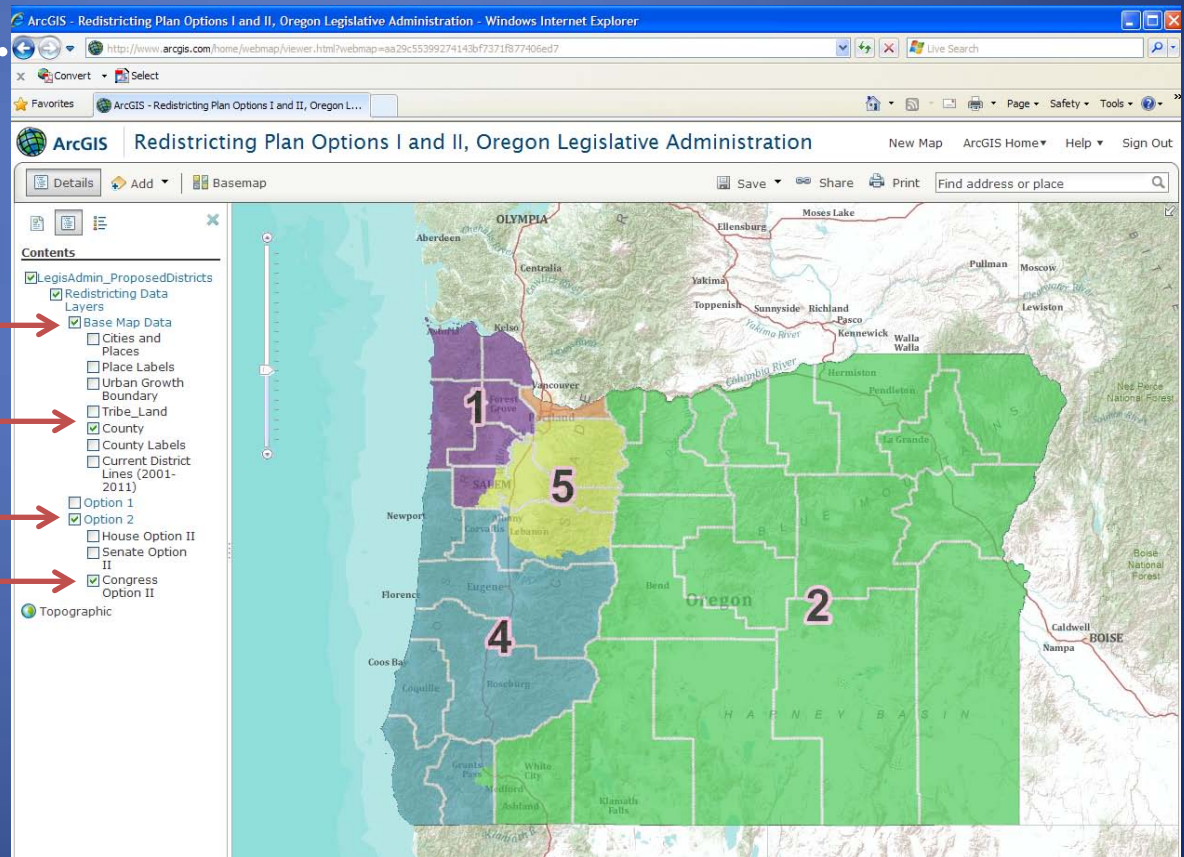 ArcGIS - Redistricting Plan Options I and II, Oregon Legislative Administration - Windows Internet Explorer
http://www.arcgis.com/home/webmap/viewer.html?webmap=aa29c55399274143bf7371f877406ed7
Live Search
x Convert Select
Favorites ArcGIS - Redistricting Plan Options I and II, Oregon L... Page Safety Tools »
ArcGIS Redistricting Plan Options I and II, Oregon Legislative Administration New Map ArcGIS Home Help Sign Out
Details Add Basemap Save Share Print Find address or place
Contents
LegisAdmin_ProposedDistricts
Redistricting Data
Layers
Base Map Data
Cities and
Places
Place Labels
Urban Growth
Boundary
Tribe_Land
County
County Labels
Current District
Lines (2001-
2011)
Option 1
Option 2
House Option II
Senate Option
II
Congress
Option II
Topographic
OLYMPIA
Moses Lake
Aberdeen
Ellensburg
Centralia
Pullman
Moscow
Yakima
Clearwater River
Lewiston
Toppenish
Sunnyside
Richland
Pasco
Kennewick
Yakima River
Walla
Walla
Kelso
Columbia River
Hermiston
Vancouver
Pendleton
Nez Perce
National Forest
Forest
Grove
1
Portland
La Grande
SALEM
5
Newport
Albany
Corvallis
Lebanon
BLUE MOUNTAINS
Boise
National
Forest
Florence
Eugene
Bend
Oregon
2
Caldwell
BOISE
Nampa
4
Coos Bay
Coquille
Roseburg
HARNEY BASIN
Grants
Pass
White
City
Medford
Ashland
Klamath
Falls
Klamath R